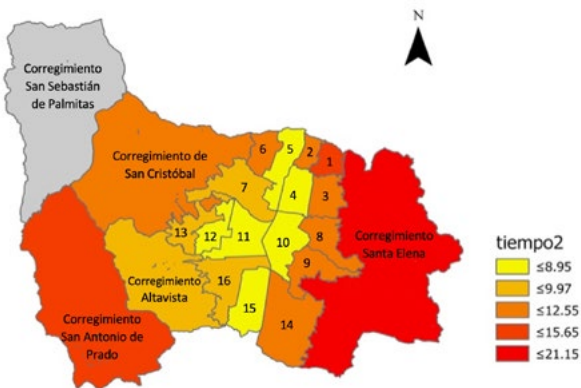 N
Corregimiento
San Sebastián
de Palmitas
Corregimiento de
San Cristóbal
6
5
2
1
7
4
3
13
12
11
10
8
9
Corregimiento
Santa Elena
Corregimiento
Altavista
16
15
14
Corregimiento
San Antonio de
Prado
tiempo2
≤8.95
≤9.97
≤12.55
≤15.65
≤21.15